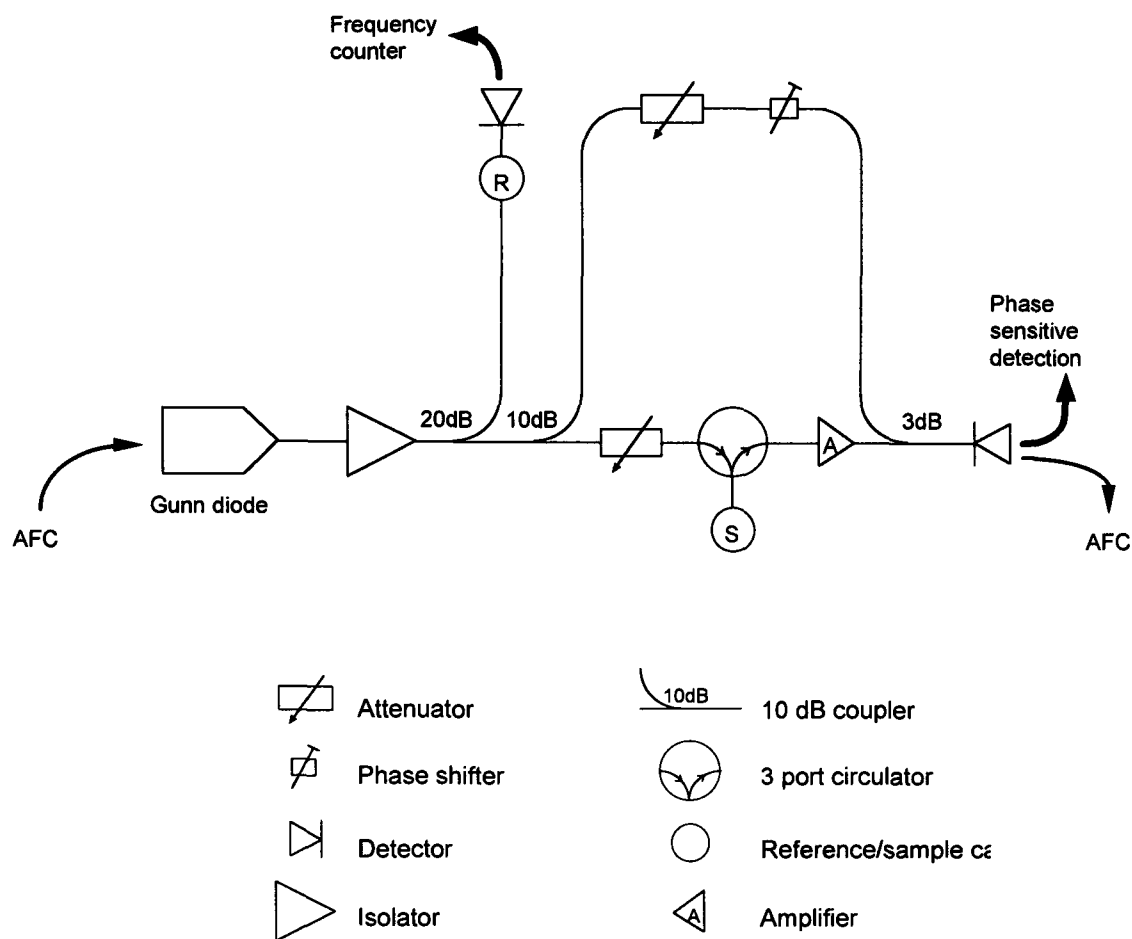 Frequency
counter
R
Phase
sensitive
detection
20dB
10dB
3dB
A
Gunn diode
S
AFC
AFC
Attenuator
10dB
10 dB coupler
Phase shifter
3 port circulator
Detector
Reference/sample ca
Isolator
A
Amplifier